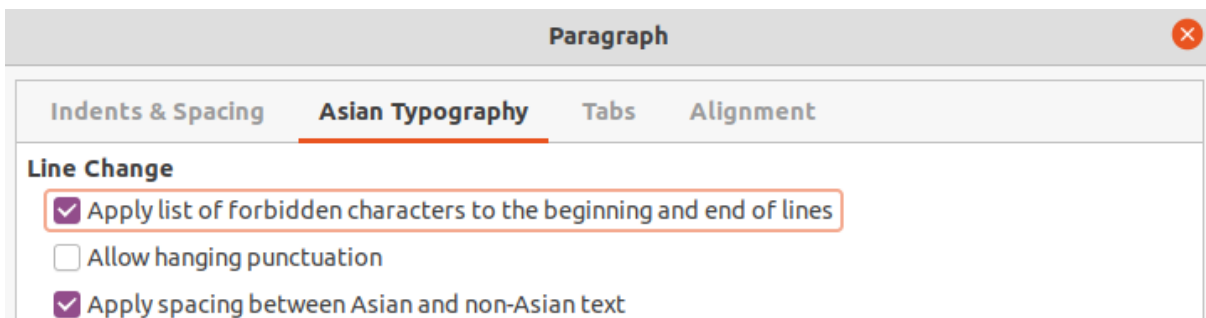 Paragraph
Indents & Spacing Asian Typography Tabs Alignment
Line Change
Apply list of forbidden characters to the beginning and end of lines
Allow hanging punctuation
Apply spacing between Asian and non-Asian text